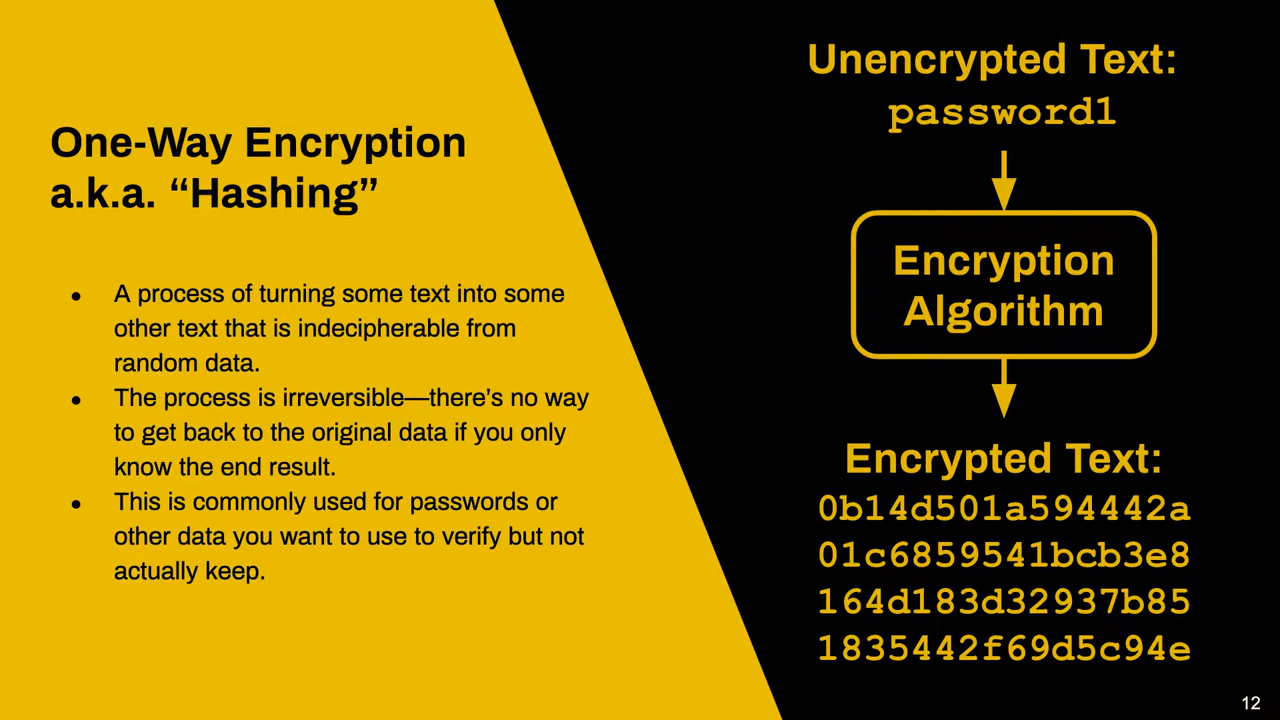 One-Way Encryption
a.k.a. “Hashing”
● A process of turning some text into some
other text that is indecipherable from
random data.
● The process is irreversible—there’s no way
to get back to the original data if you only
know the end result.
● This is commonly used for passwords or
other data you want to use to verify but not
actually keep.
Unencrypted Text:
password1
Encryption
Algorithm
Encrypted Text:
0b14d501a594442a
01c6859541bcb3e8
164d183d32937b85
1835442f69d5c94e
12